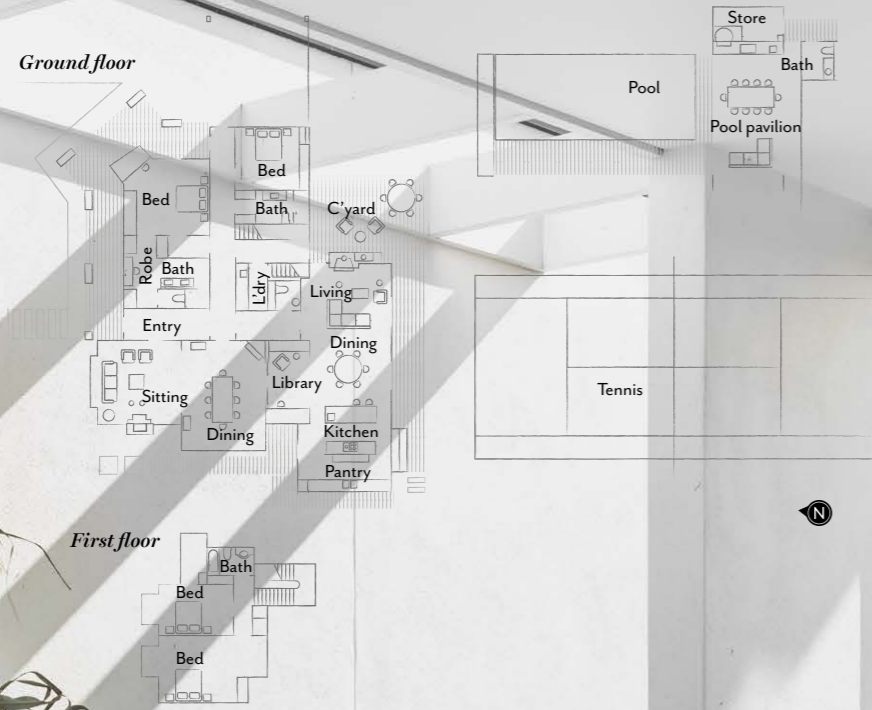 Ground floor
Store
Bath
Pool
Pool pavilion
Bed
Bed
Bath
C'yard
Robe
Bath
L'dry
Living
Entry
Dining
Library
Sitting
Dining
Kitchen
Pantry
Tennis
N
First floor
Bath
Bed
Bed